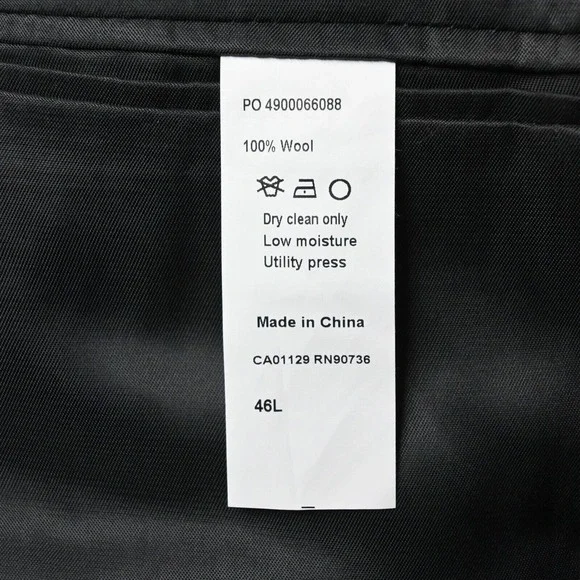 PO 4900066088
100% Wool
Dry clean only
Low moisture
Utility press
Made in China
CA01129 RN90736
46L